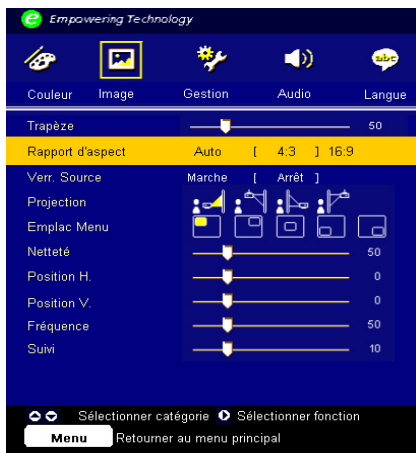 e Empowering Technology
abc
Couleur Image Gestion Audio Langue
Trapèze 50
Rapport d'aspect Auto [ 4:3 ] 16:9
Verr. Source Marche [ Arrêt ]
Projection
Emplac Menu
Netteté 50
Position H. 0
Position V. 0
Fréquence 50
Suivi 10
Sélectionner catégorie Sélectionner fonction
Menu Retourner au menu principal